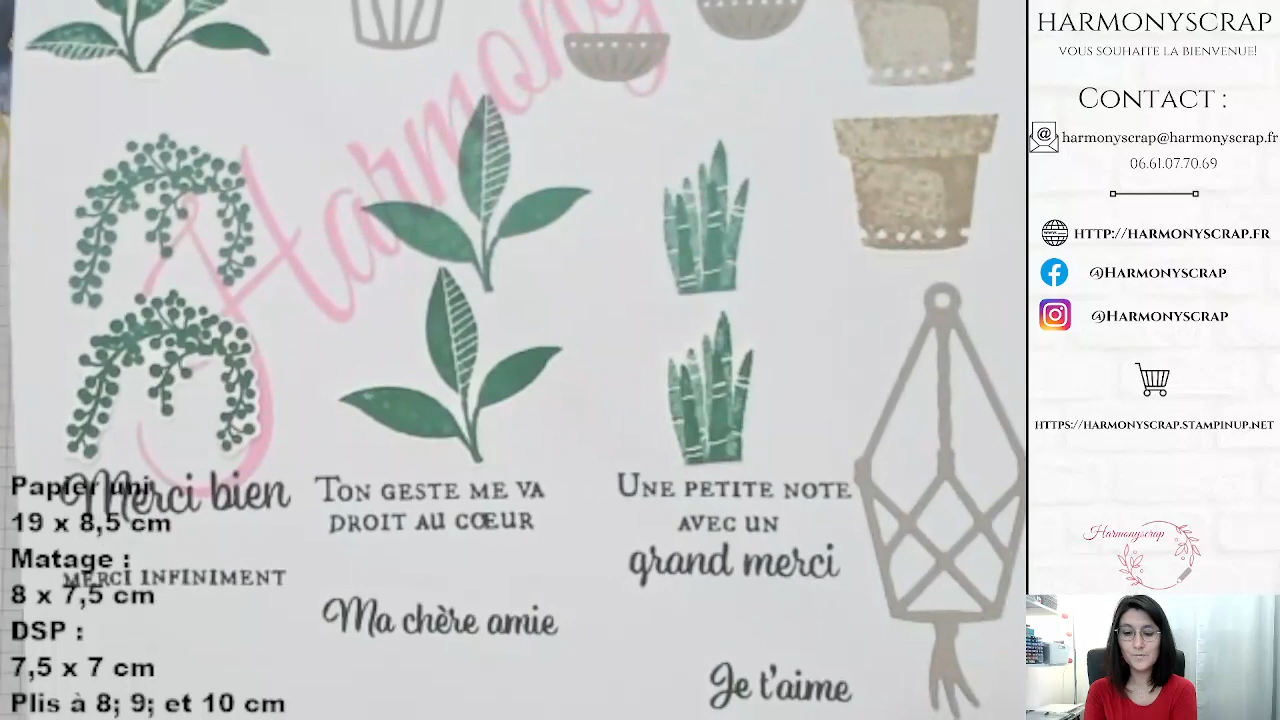 Harmony
Merci bien
Ton geste me va
droit au cœur
Une petite note
avec un
grand merci
merci infiniment
Ma chère amie
Je t'aime
Papier uni
19 x 8,5 cm
Matage :
8 x 7,5 cm
DSP :
7,5 x 7 cm
Plis à 8; 9; et 10 cm
HARMONYSCRAP
VOUS SOUHAITE LA BIENVENUE!
CONTACT :
harmonyscrap@harmonyscrap.fr
06.61.07.70.69
HTTP://HARMONYSCRAP.FR
@HARMONYSCRAP
@HARMONYSCRAP
HTTPS://HARMONYSCRAP.STAMPINUP.NET
Harmonyscrap